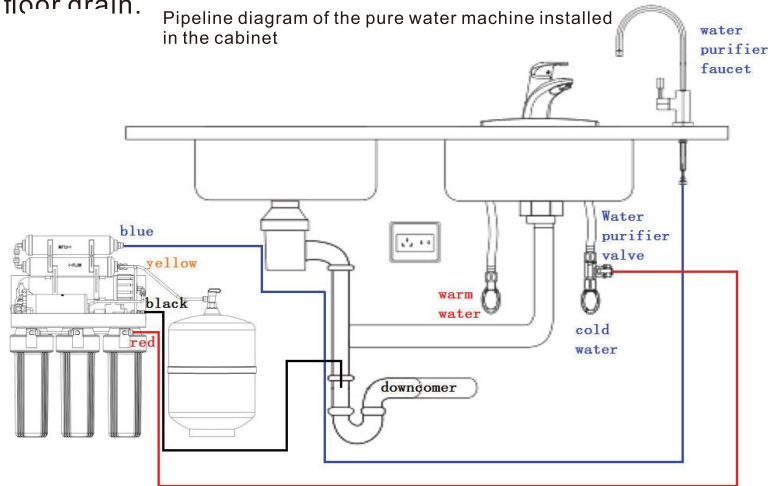 floor drain.
Pipeline diagram of the pure water machine installed
in the cabinet
water
purifier
faucet
blue
yellow
black
red
Water
purifier
valve
warm
water
cold
water
downcomer